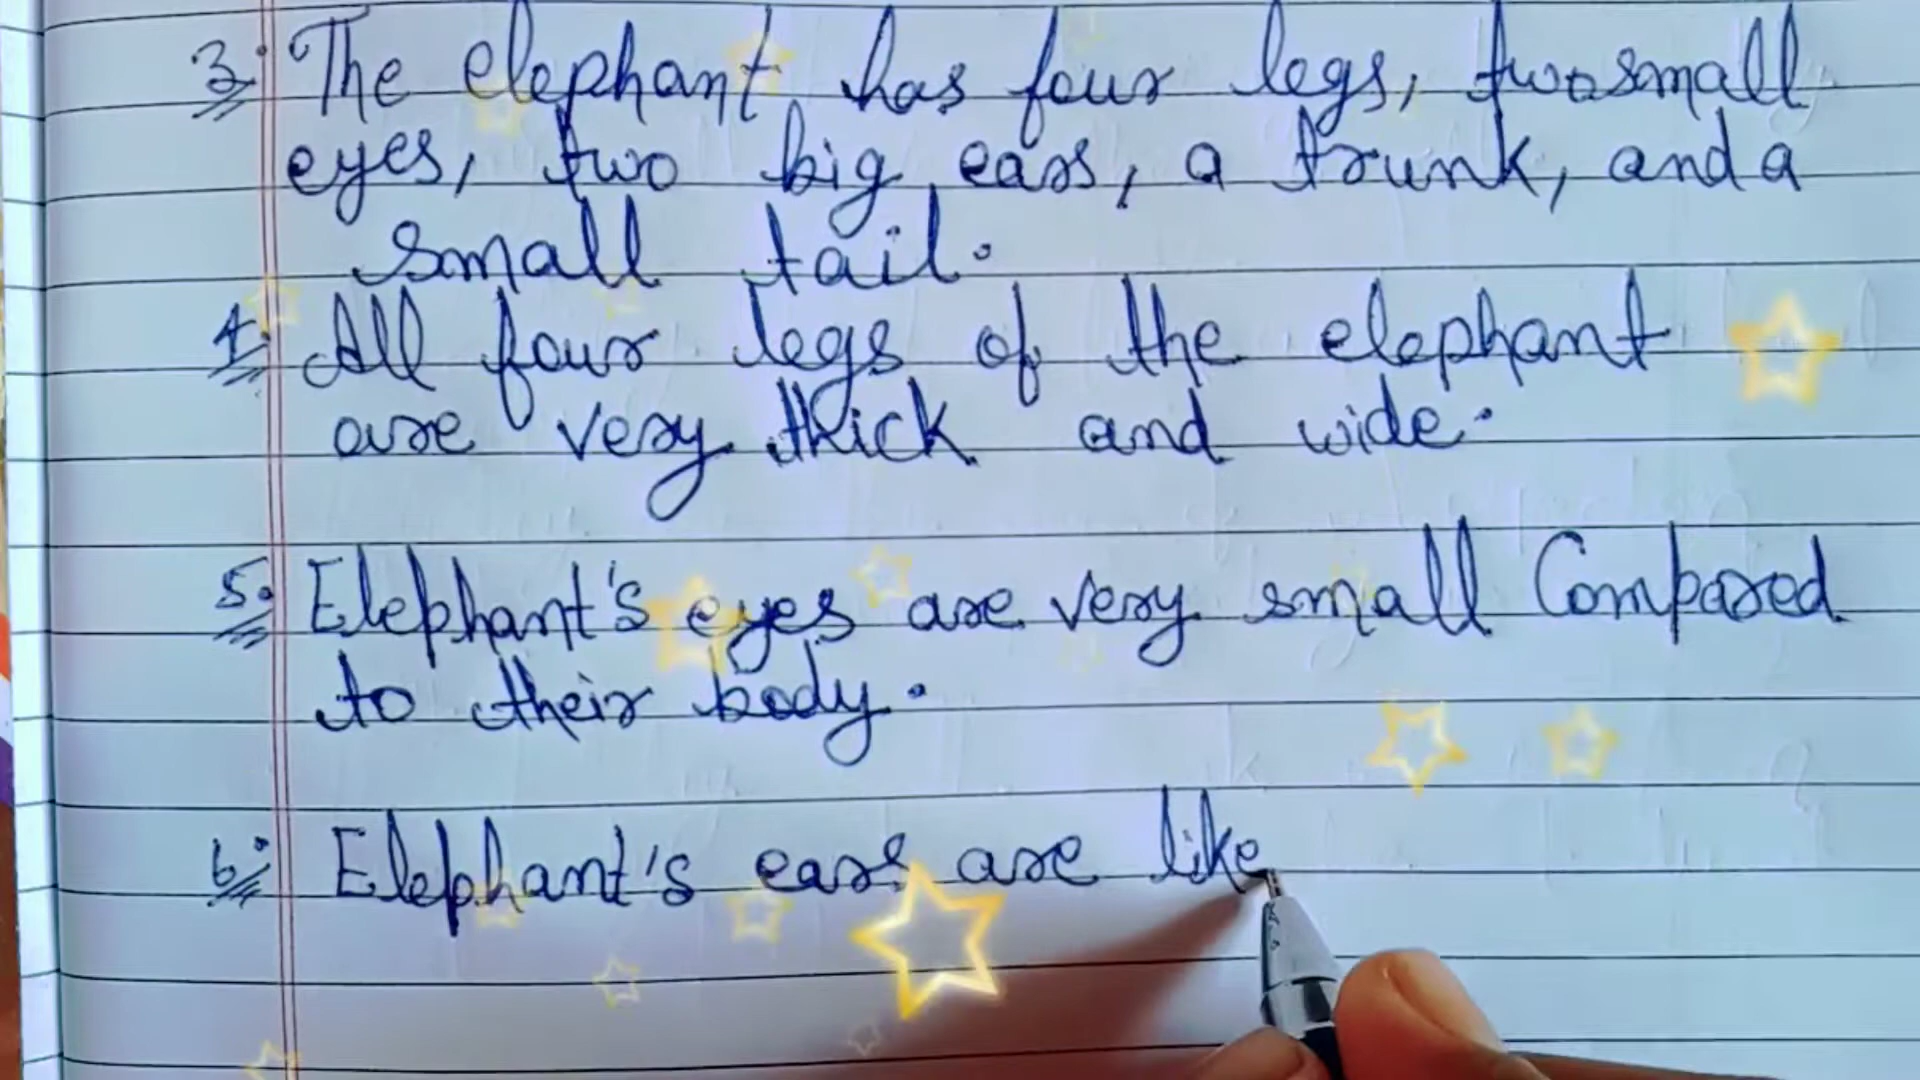 3. The elephant has four legs, two small
eyes, two big ears, a trunk, and a
small tail.
4. All four legs of the elephant
are very thick and wide.
5. Elephant's eyes are very small Compared
to their body.
6. Elephant's ears are like